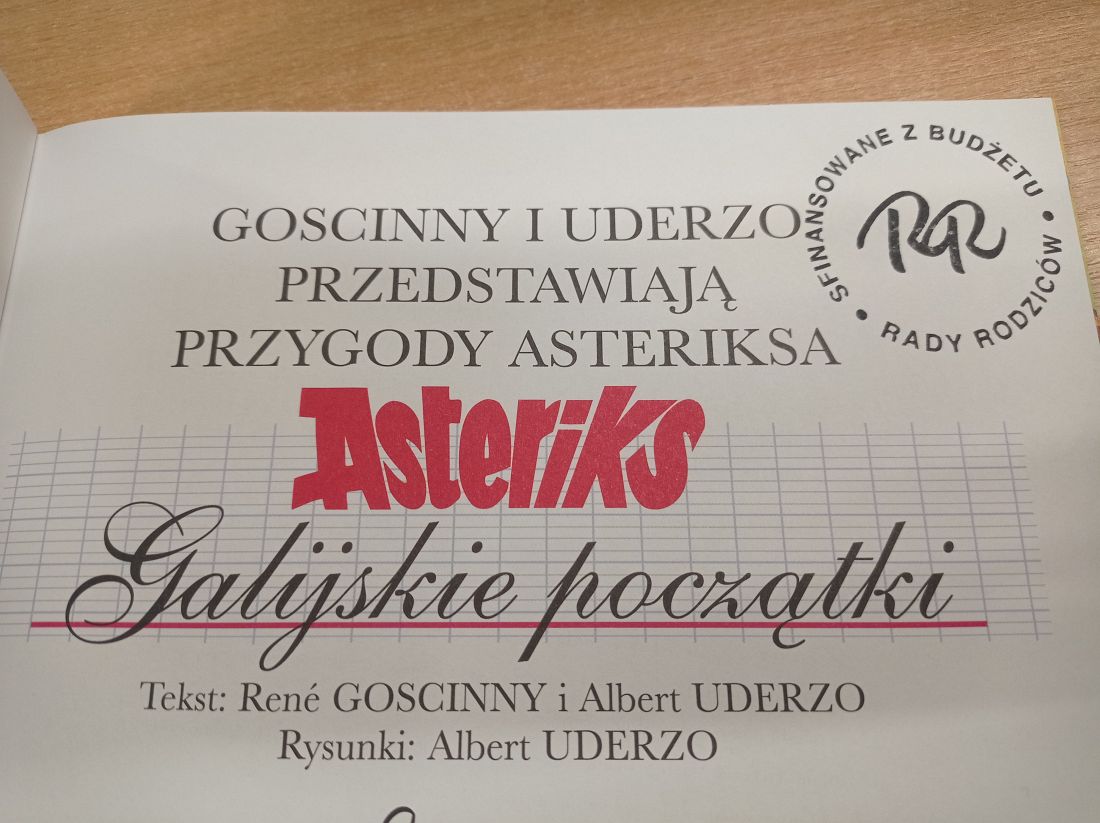 GOSCINNY I UDERZO
PRZEDSTAWIAJĄ
PRZYGODY ASTERIKSA
Asteriks
Galijskie początki
Tekst: René GOSCINNY i Albert UDERZO
Rysunki: Albert UDERZO
SFINANSOWANE Z BUDŻETU
RR
RADY RODZICÓW